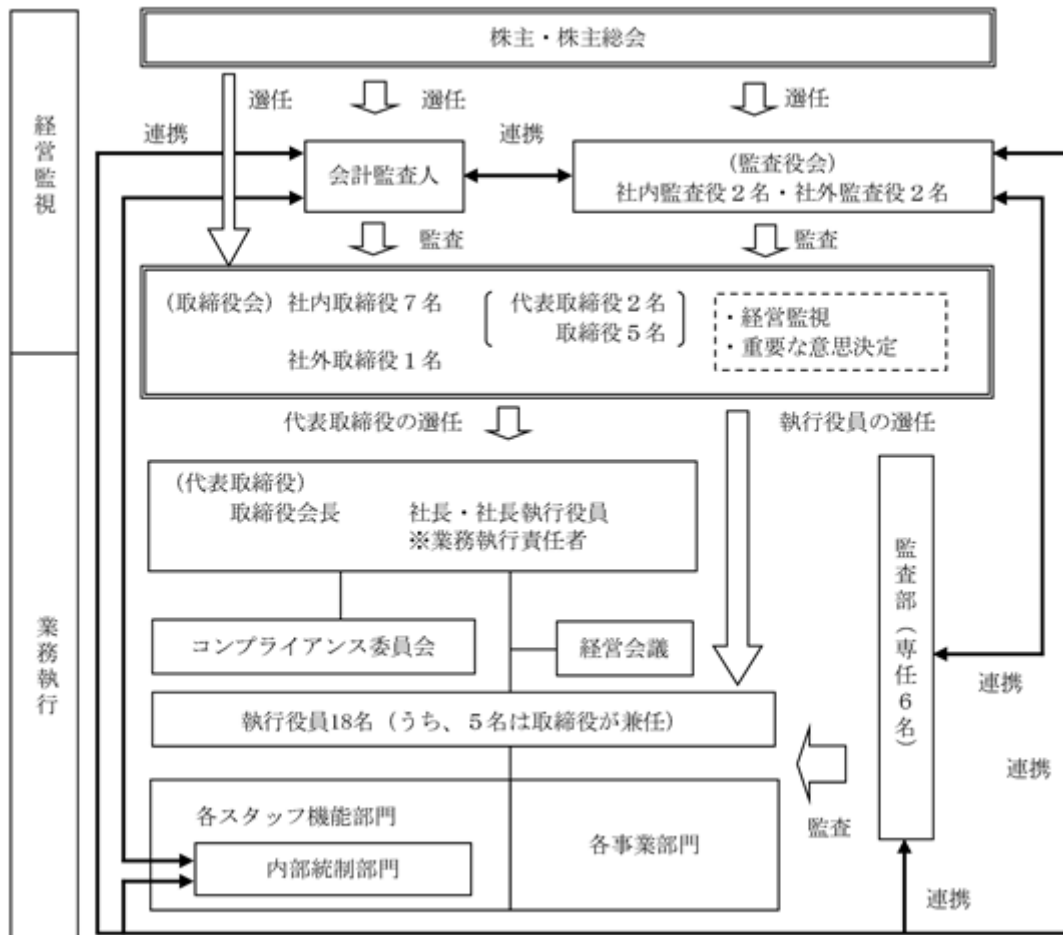 経営監視
業務執行
株主・株主総会
選任
選任
選任
連携
連携
会計監査人
(監査役会)
社内監査役２名・社外監査役２名
監査
監査
(取締役会) 社内取締役７名
代表取締役２名
取締役５名
社外取締役１名
・経営監視
・重要な意思決定
代表取締役の選任
執行役員の選任
(代表取締役)
取締役会長
社長・社長執行役員
※業務執行責任者
コンプライアンス委員会
経営会議
執行役員18名（うち、５名は取締役が兼任）
監査部（専任６名）
連携
連携
監査
各スタッフ機能部門
内部統制部門
各事業部門
連携